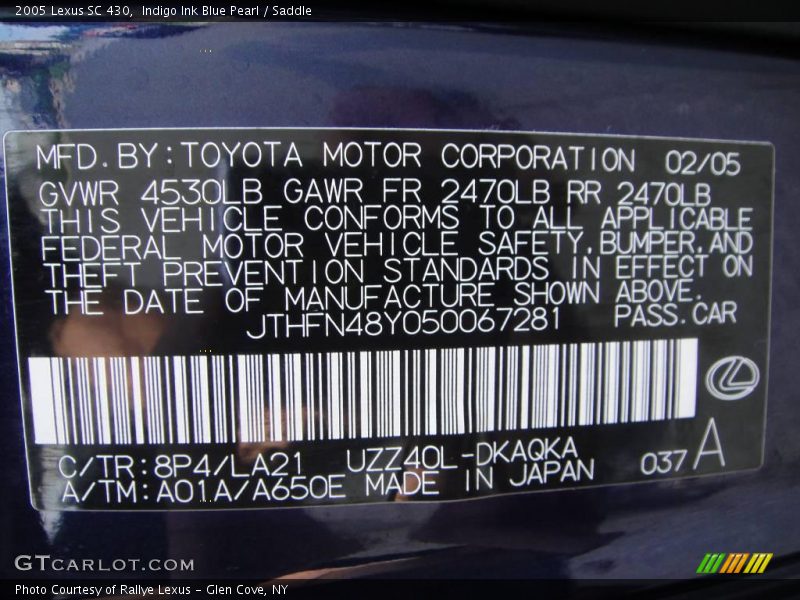 2005 Lexus SC 430,  Indigo Ink Blue Pearl / Saddle
MFD.BY:TOYOTA MOTOR CORPORATION 02/05
GVWR 4530LB GAWR FR 2470LB RR 2470LB
THIS VEHICLE CONFORMS TO ALL APPLICABLE
FEDERAL MOTOR VEHICLE SAFETY,BUMPER,AND
THEFT PREVENTION STANDARDS IN EFFECT ON
THE DATE OF MANUFACTURE SHOWN ABOVE.
JTHFN48Y050067281 PASS.CAR
C/TR:8P4/LA21 UZZ40L-DKAQKA
A/TM:A01A/A650E MADE IN JAPAN 037 A
GTCARLOT.COM
Photo Courtesy of Rallye Lexus - Glen Cove, NY